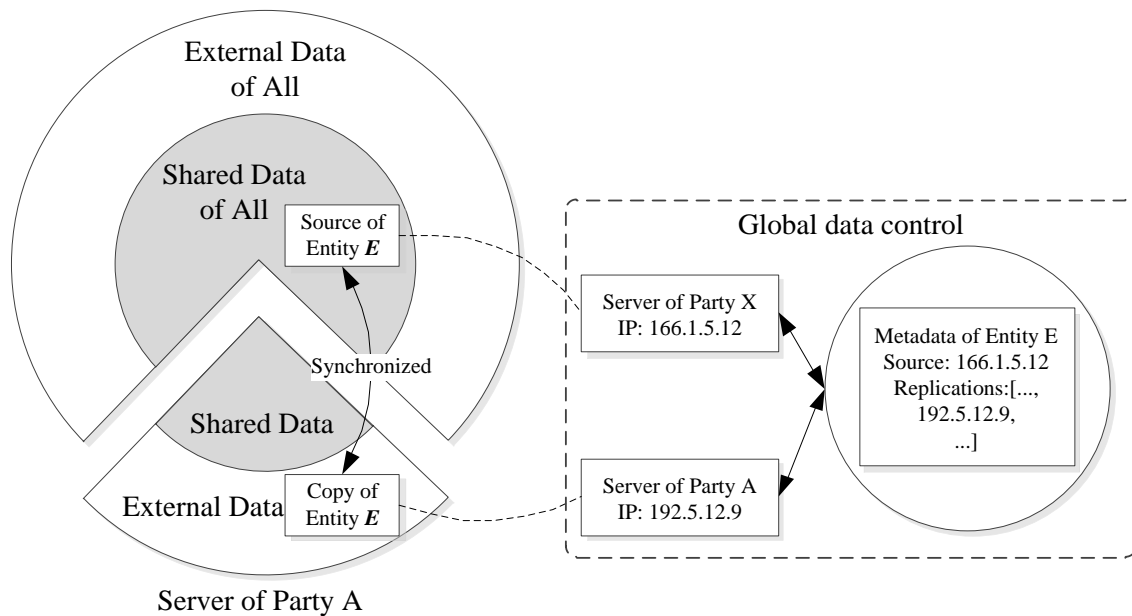 External Data
of All
Shared Data
of All
Source of
Entity E
Synchronized
Shared Data
External Data
Copy of
Entity E
Server of Party A
Global data control
Server of Party X
IP: 166.1.5.12
Server of Party A
IP: 192.5.12.9
Metadata of Entity E
Source: 166.1.5.12
Replications:[...,
192.5.12.9,
...]